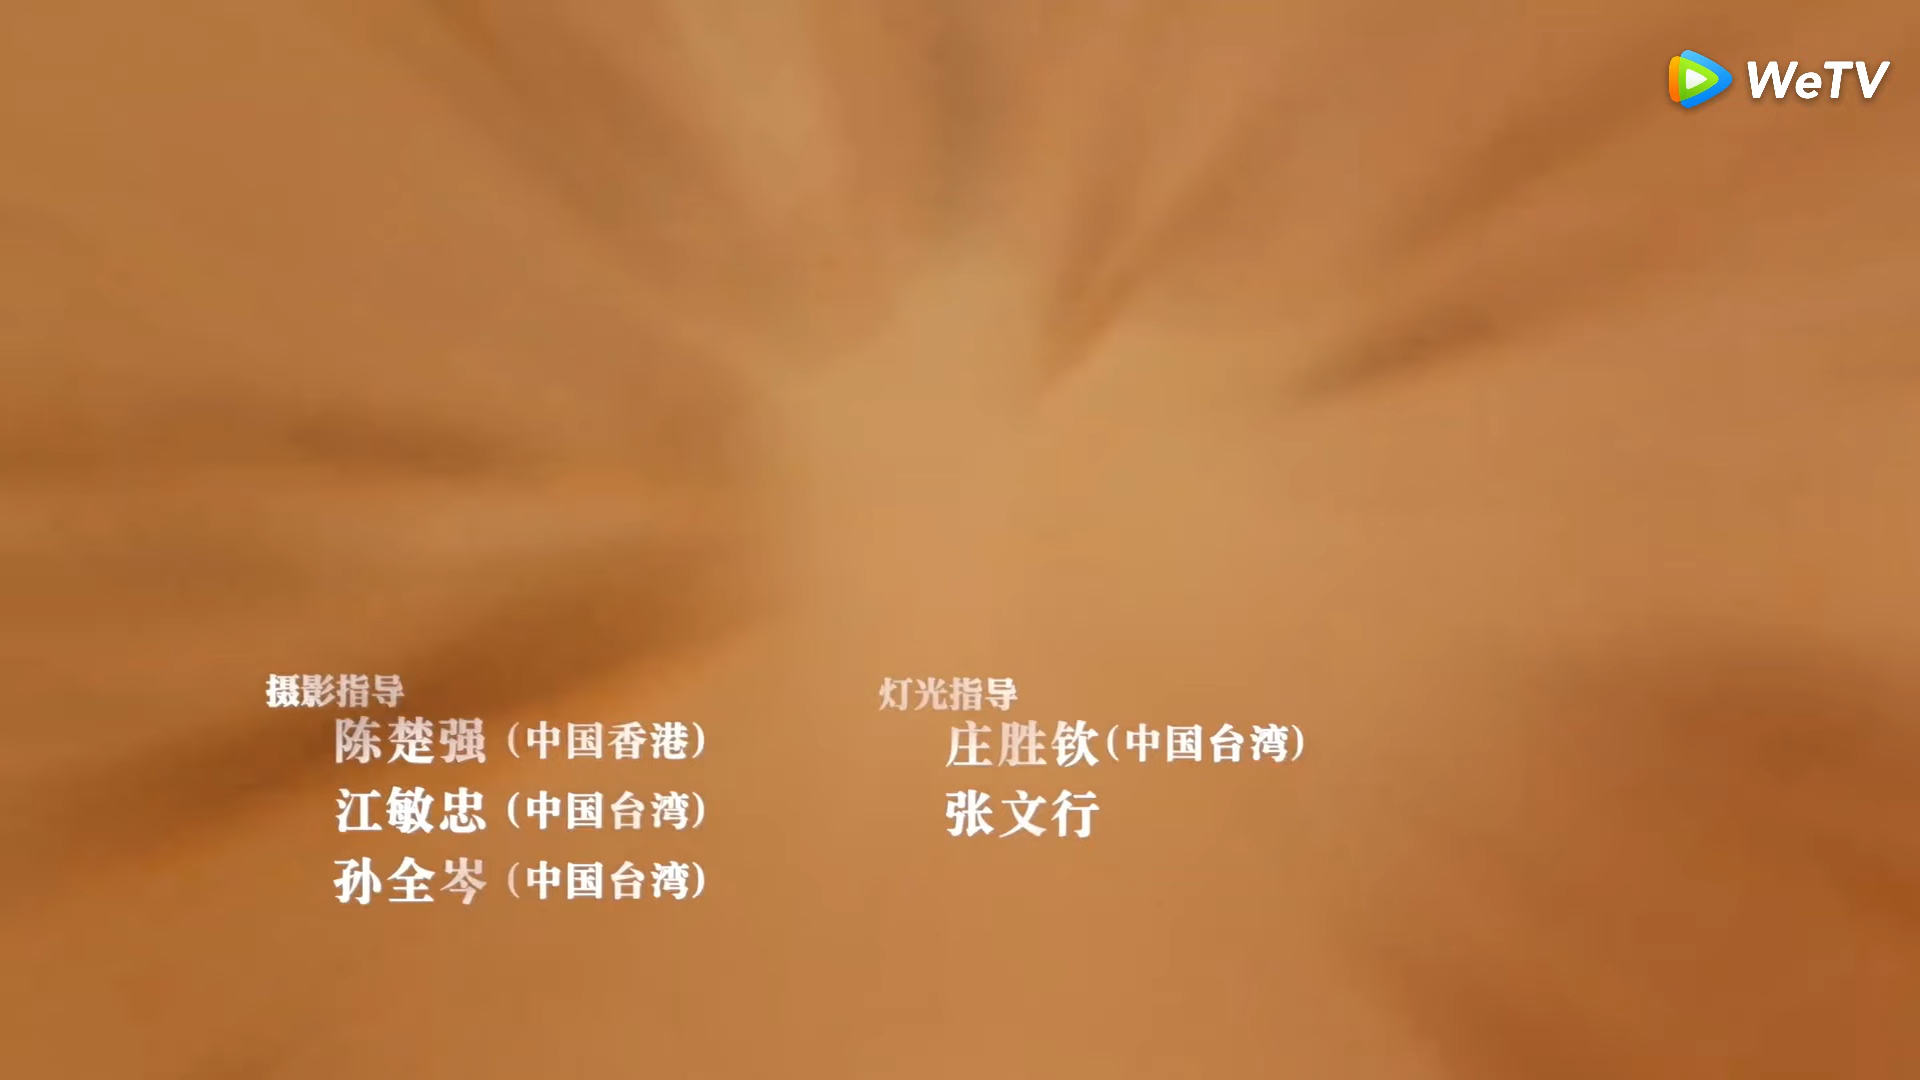 WeTV
摄影指导
陈楚强（中国香港）
江敏忠（中国台湾）
孙全岑（中国台湾）
灯光指导
庄胜钦(中国台湾)
张文行